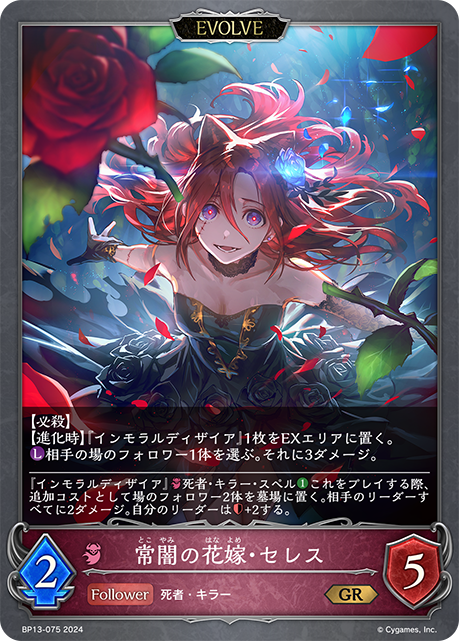 EVOLVE
【必殺】
【進化時】『インモラルディザイア』1枚をEXエリアに置く。
L相手の場のフォロワー1体を選ぶ。それに3ダメージ。
『インモラルディザイア』死者・キラー・スペル1これをプレイする際、
追加コストとして場のフォロワー2体を墓場に置く。相手のリーダーす
べてに2ダメージ。自分のリーダーは+2する。
とこ やみ はな よめ
常闇の花嫁・セレス
2
5
Follower 死者・キラー
GR
BP13-075 2024
© Cygames, Inc.